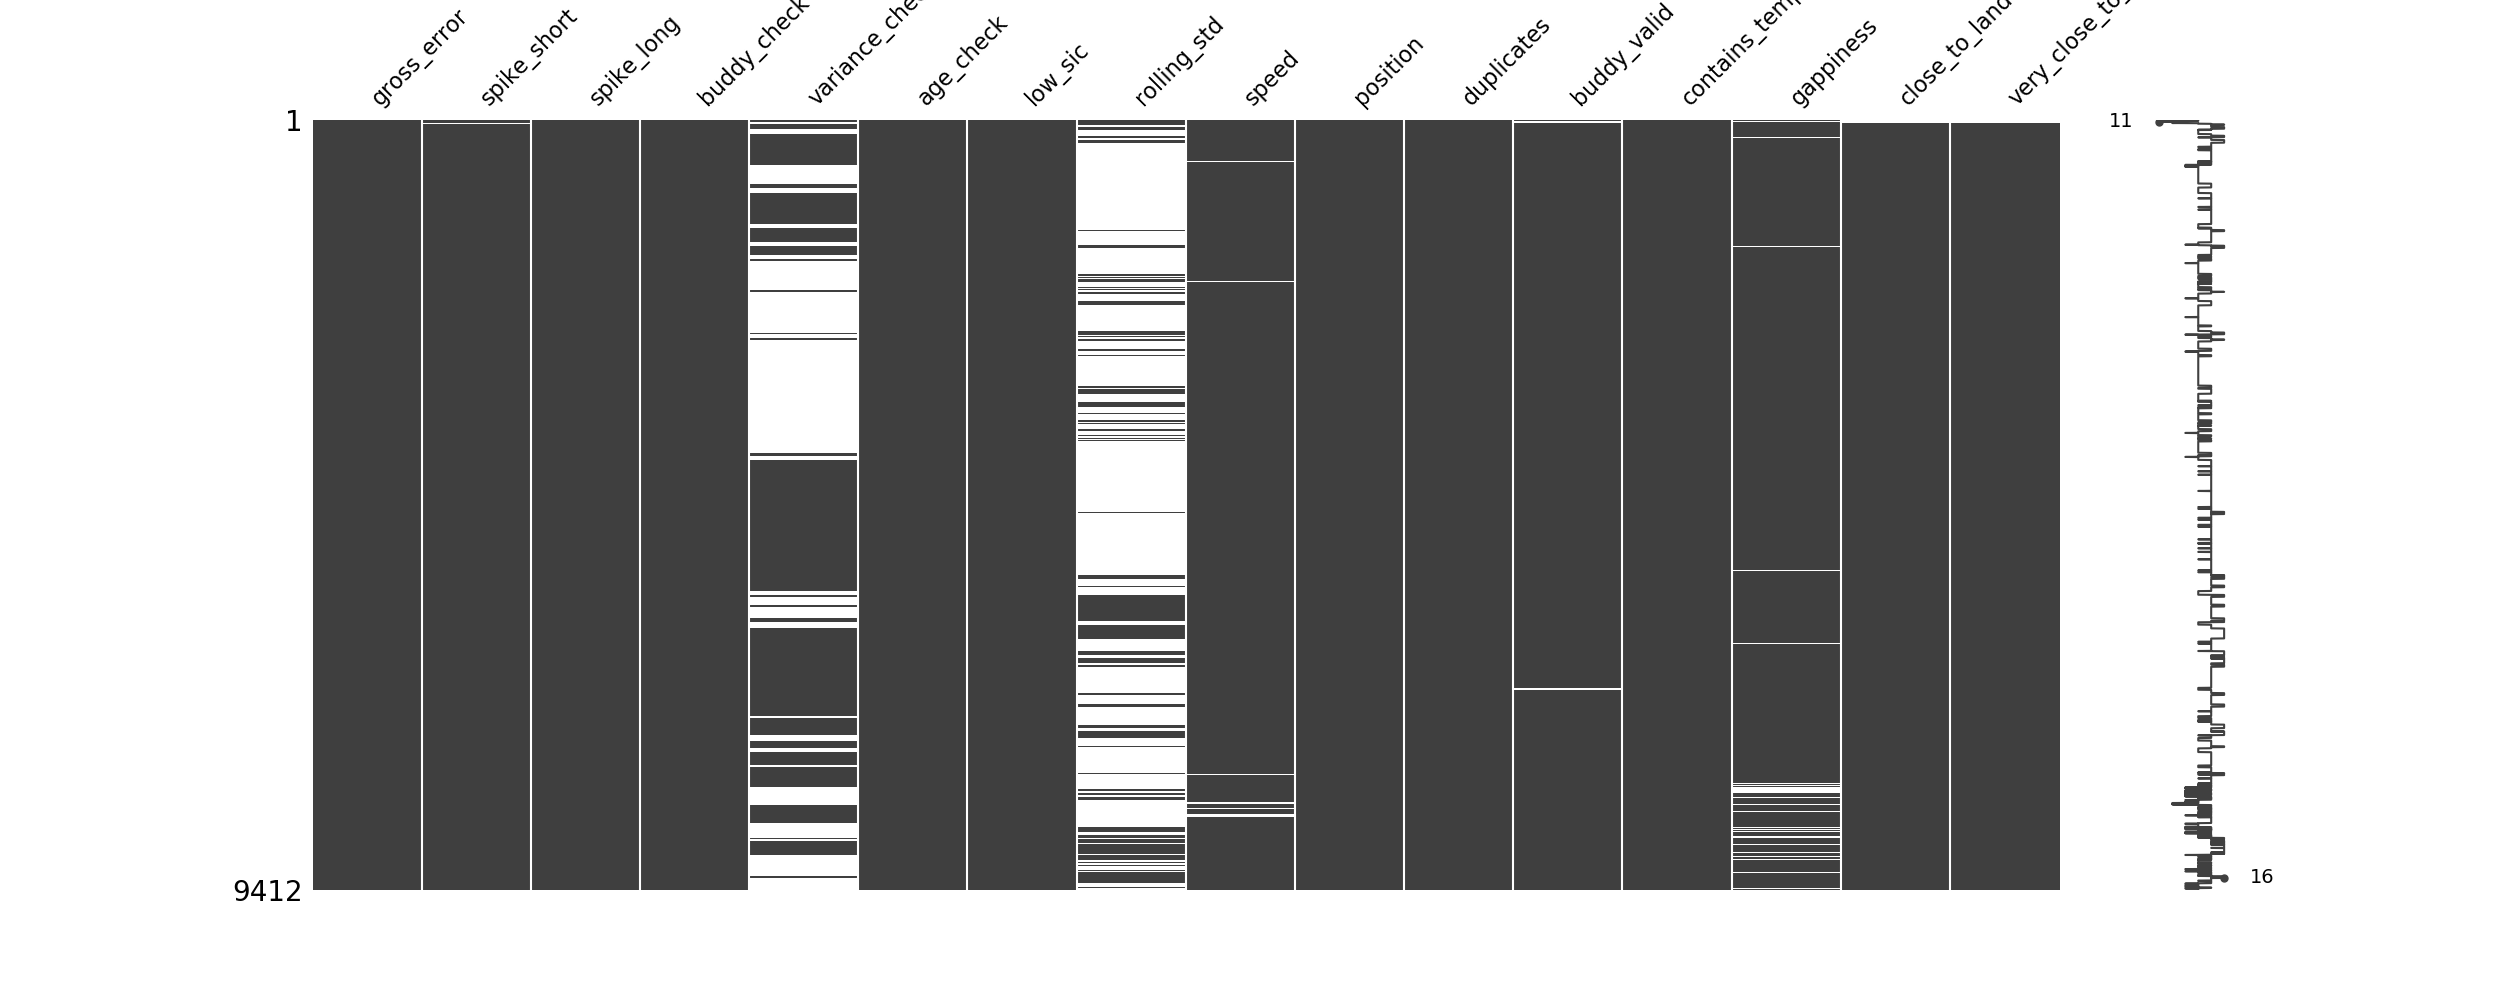 gross_error
spike_short
spike_long
buddy_check
variance_che
age_check
low_sic
rolling_std
speed
position
duplicates
buddy_valid
contains_temp
gappiness
close_to_land
very_close_to_
1
9412
11
16